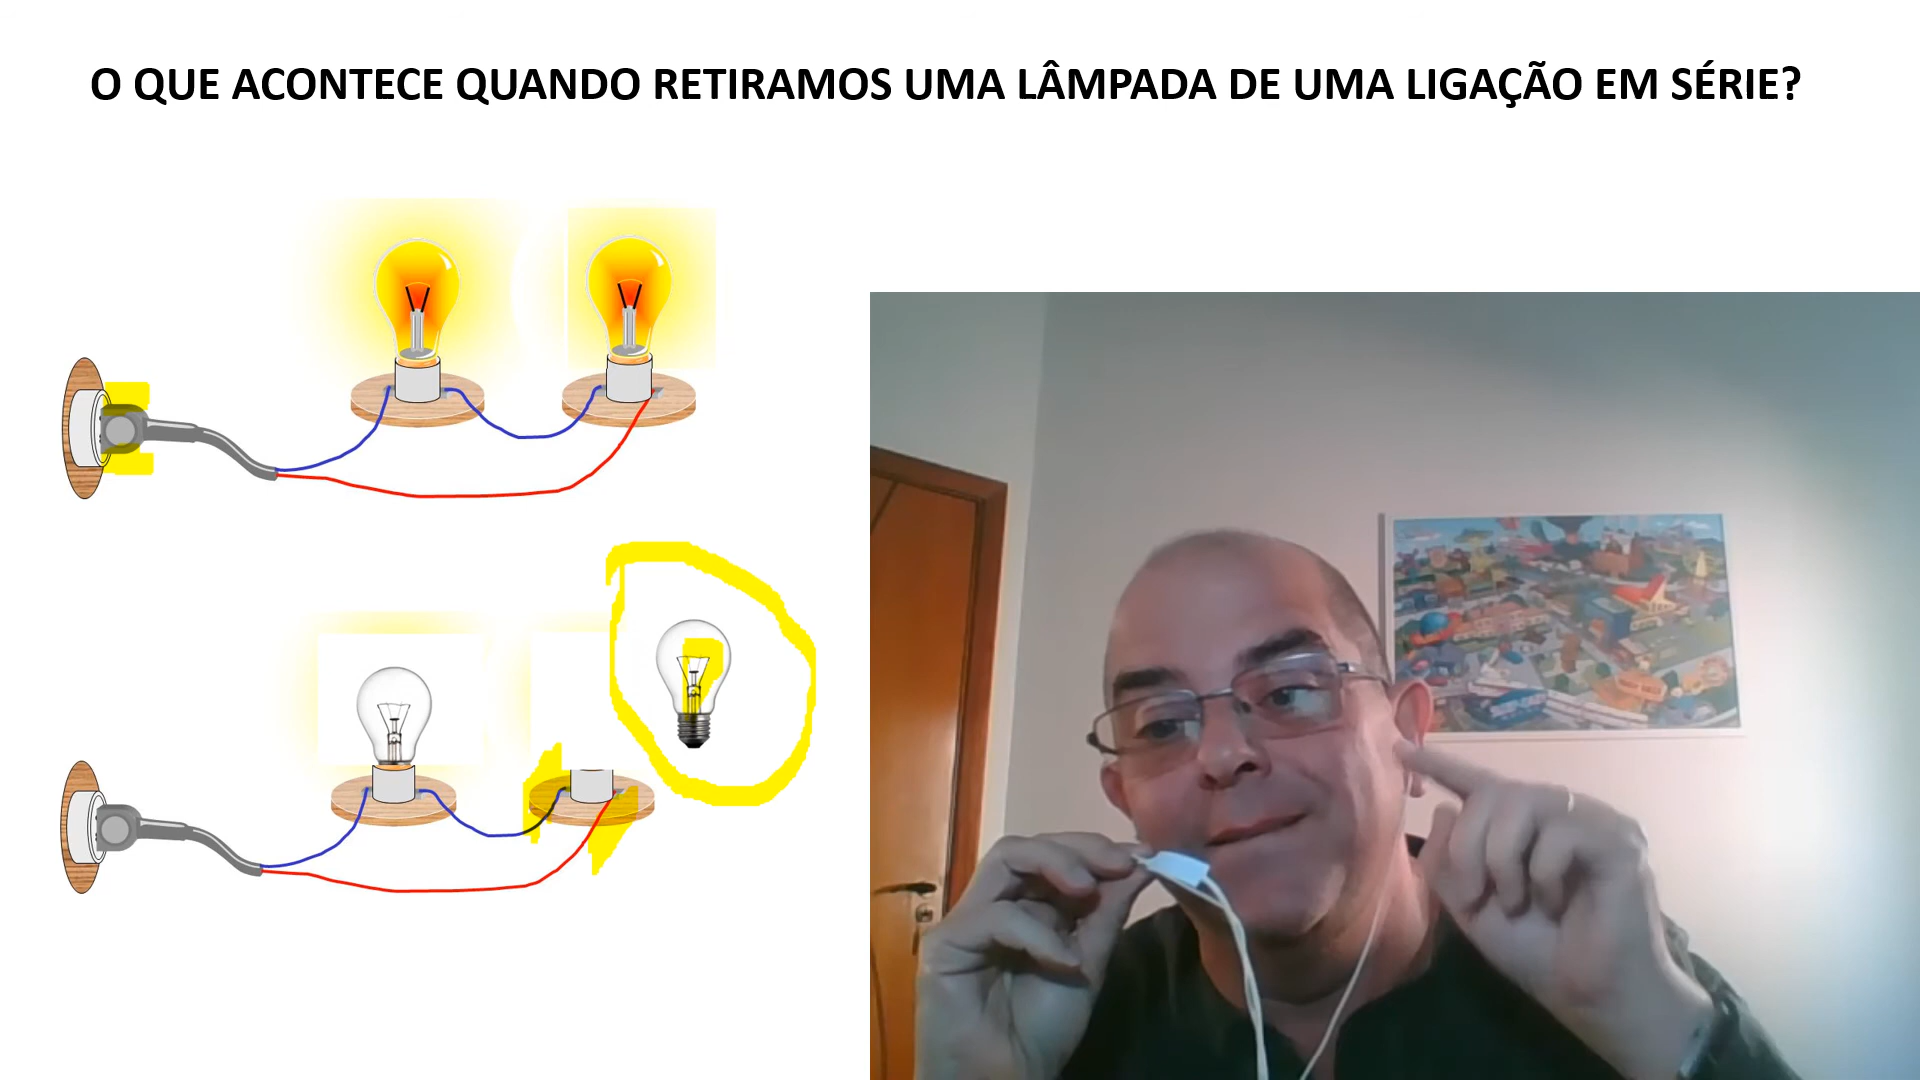 O QUE ACONTECE QUANDO RETIRAMOS UMA LÂMPADA DE UMA LIGAÇÃO EM SÉRIE?